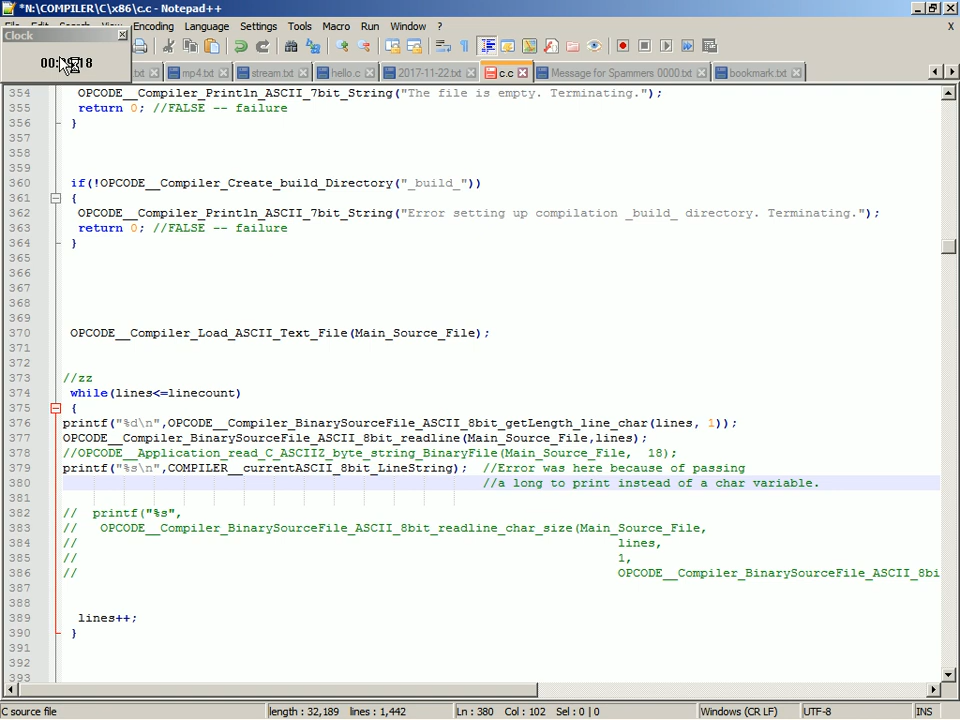 *N:\COMPILER\C\x86\c.c - Notepad++
Encoding Language Settings Tools Macro Run Window ? X
Clock
mp4.txt stream.txt hello.c 2017-11-22.txt c.c Message for Spammers 0000.txt bookmark.txt
354 OPCODE__Compiler_Println_ASCII_7bit_String("The file is empty. Terminating.");
355 return 0; //FALSE -- failure
356 }
357
358
359
360 if(!OPCODE__Compiler_Create_build_Directory("_build_"))
361 {
362 OPCODE__Compiler_Println_ASCII_7bit_String("Error setting up compilation _build_ directory. Terminating.");
363 return 0; //FALSE -- failure
364 }
365
366
367
368
369
370 OPCODE__Compiler_Load_ASCII_Text_File(Main_Source_File);
371
372
373 //zz
374 while(lines<=linecount)
375 {
376 printf("%d\n",OPCODE__Compiler_BinarySourceFile_ASCII_8bit_getLength_line_char(lines, 1));
377 OPCODE__Compiler_BinarySourceFile_ASCII_8bit_readline(Main_Source_File,lines);
378 //OPCODE__Application_read_C_ASCIIZ_byte_string_BinaryFile(Main_Source_File, 18);
379 printf("%s\n",COMPILER__currentASCII_8bit_LineString); //Error was here because of passing
380 //a long to print instead of a char variable.
381
382 // printf("%s",
383 // OPCODE__Compiler_BinarySourceFile_ASCII_8bit_readline_char_size(Main_Source_File,
384 // lines,
385 // 1,
386 // OPCODE__Compiler_BinarySourceFile_ASCII_8bi
387
388
389 lines++;
390 }
391
392
393
C source file length : 32,189 lines : 1,442 Ln : 380 Col : 102 Sel : 0 | 0 Windows (CR LF) UTF-8 INS